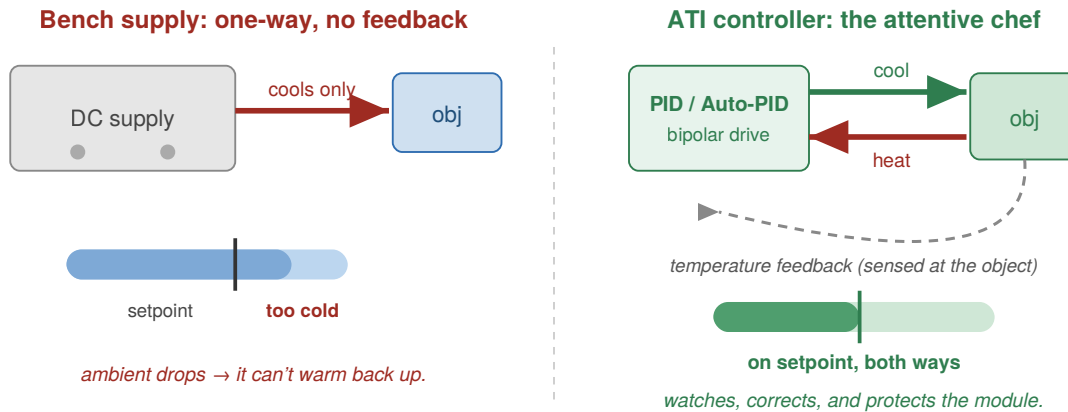 Bench supply: one-way, no feedback
DC supply
cools only
obj
setpoint
too cold
ambient drops → it can't warm back up.
ATI controller: the attentive chef
PID / Auto-PID
bipolar drive
cool
heat
obj
temperature feedback (sensed at the object)
on setpoint, both ways
watches, corrects, and protects the module.